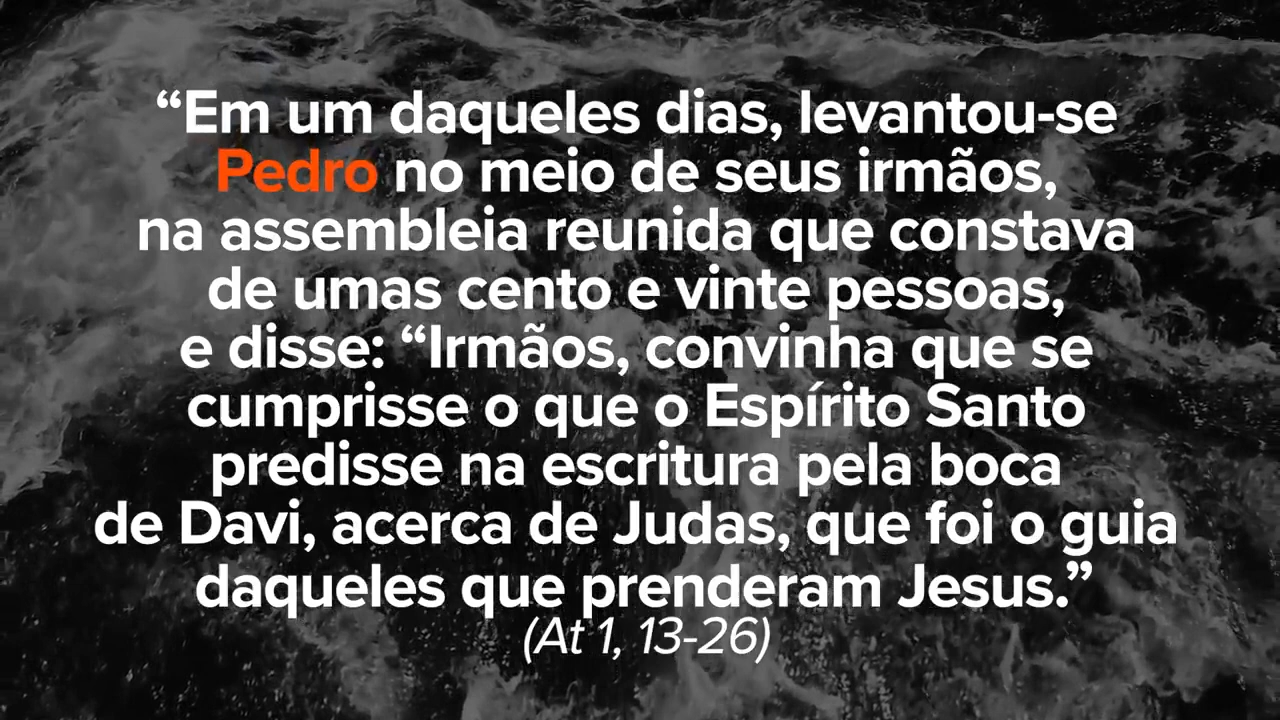 “Em um daqueles dias, levantou-se
Pedro no meio de seus irmãos,
na assembleia reunida que constava
de umas cento e vinte pessoas,
e disse: “Irmãos, convinha que se
cumprisse o que o Espírito Santo
predisse na escritura pela boca
de Davi, acerca de Judas, que foi o guia
daqueles que prenderam Jesus.”
(At 1, 13-26)